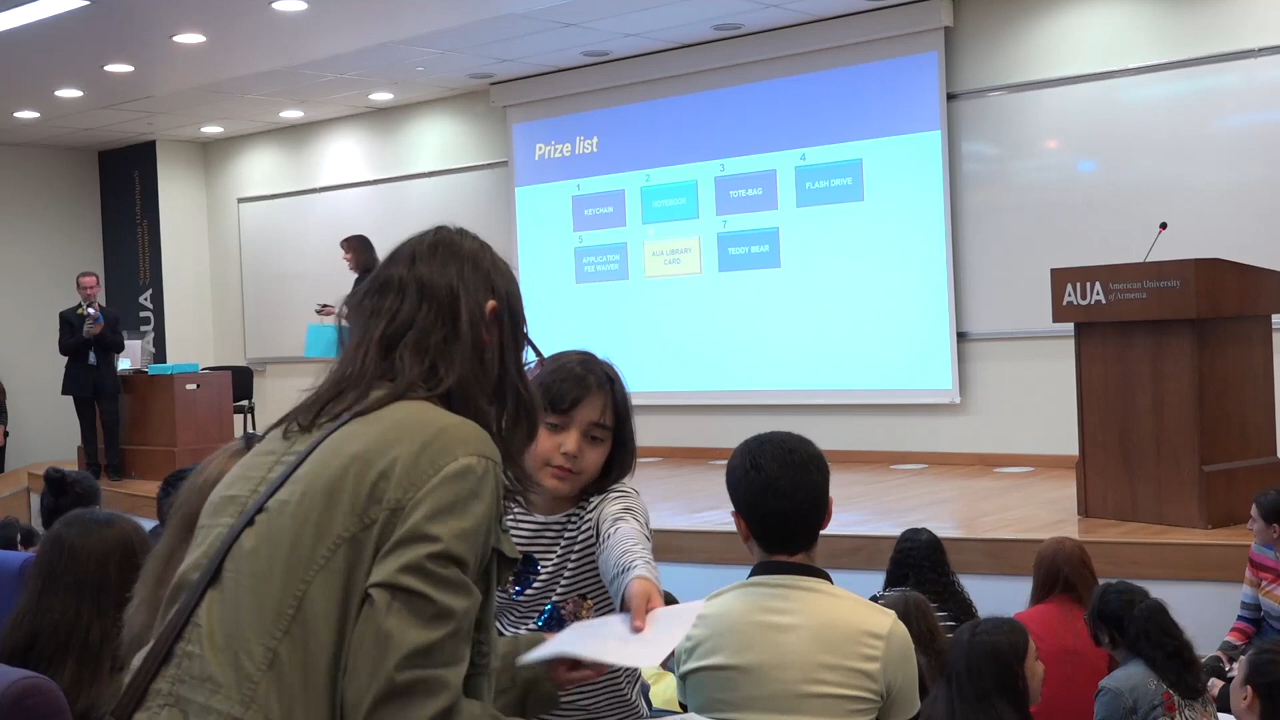 Prize list
1
2
3
4
KEYCHAIN
NOTEBOOK
TOTE-BAG
FLASH DRIVE
5
7
APPLICATION
FEE WAIVER
AUA LIBRARY
CARD
TEDDY BEAR
AUA American University
of Armenia
AUA